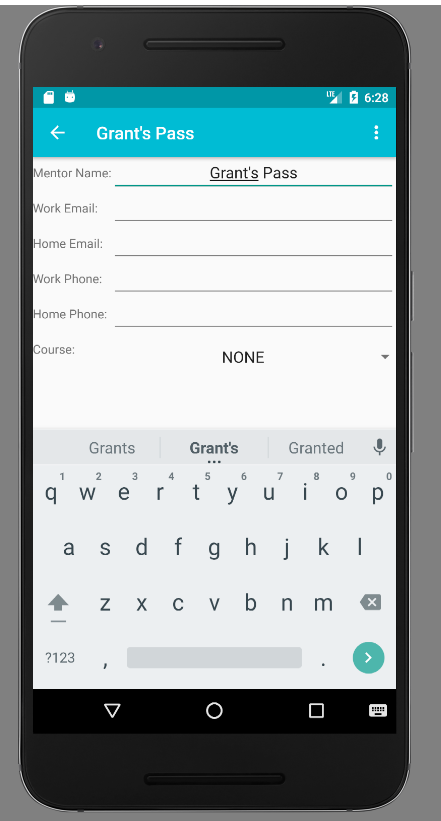 LTE 6:28
Grant's Pass
Mentor Name: Grant's Pass
Work Email:
Home Email:
Work Phone:
Home Phone:
Course: NONE
Grants Grant's Granted
1 2 3 4 5 6 7 8 9 0
q w e r t y u i o p
a s d f g h j k l
z x c v b n m
?123 , .